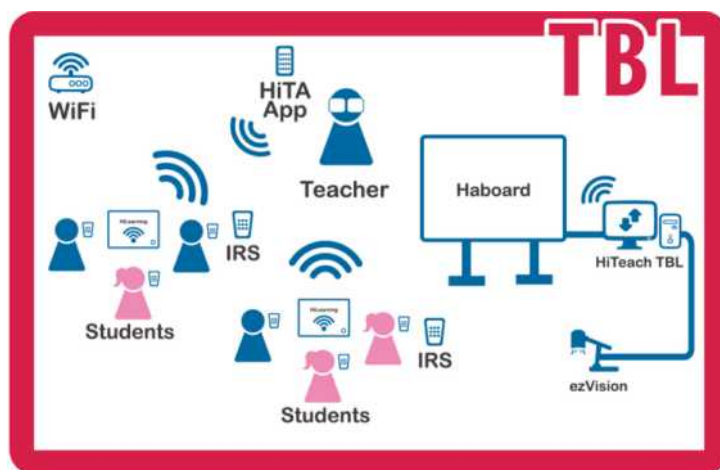 TBL
WiFi
HiTA
App
Teacher
Haboard
HiTeach TBL
HiLearning
IRS
Students
HiLearning
IRS
Students
ezVision